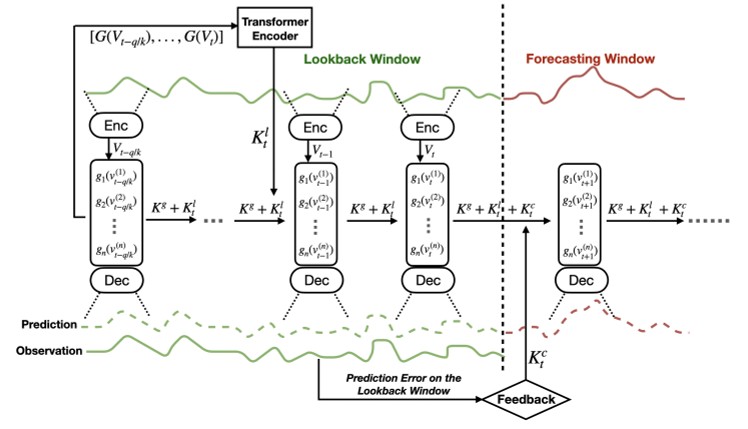 [G(V_{t−q/k}), . . . , G(V_t)]
Transformer
Encoder
Lookback Window
Forecasting Window
Enc
Enc
Enc
K_t^l
V_{t−q/k}
V_{t−1}
V_t
g_1(v_{t−q/k}^{(1)})
g_2(v_{t−q/k}^{(2)})
⋮
g_n(v_{t−q/k}^{(n)})
K^g + K_t^l
...
K^g + K_t^l
g_1(v_{t−1}^{(1)})
g_2(v_{t−1}^{(2)})
⋮
g_n(v_{t−1}^{(n)})
K^g + K_t^l
g_1(v_t^{(1)})
g_2(v_t^{(2)})
⋮
g_n(v_t^{(n)})
K^g + K_t^l + K_t^c
g_1(v_{t+1}^{(1)})
g_2(v_{t+1}^{(2)})
⋮
g_n(v_{t+1}^{(n)})
K^g + K_t^l + K_t^c
......
Dec
Dec
Dec
Dec
Prediction
Observation
K_t^c
Prediction Error on the
Lookback Window
Feedback